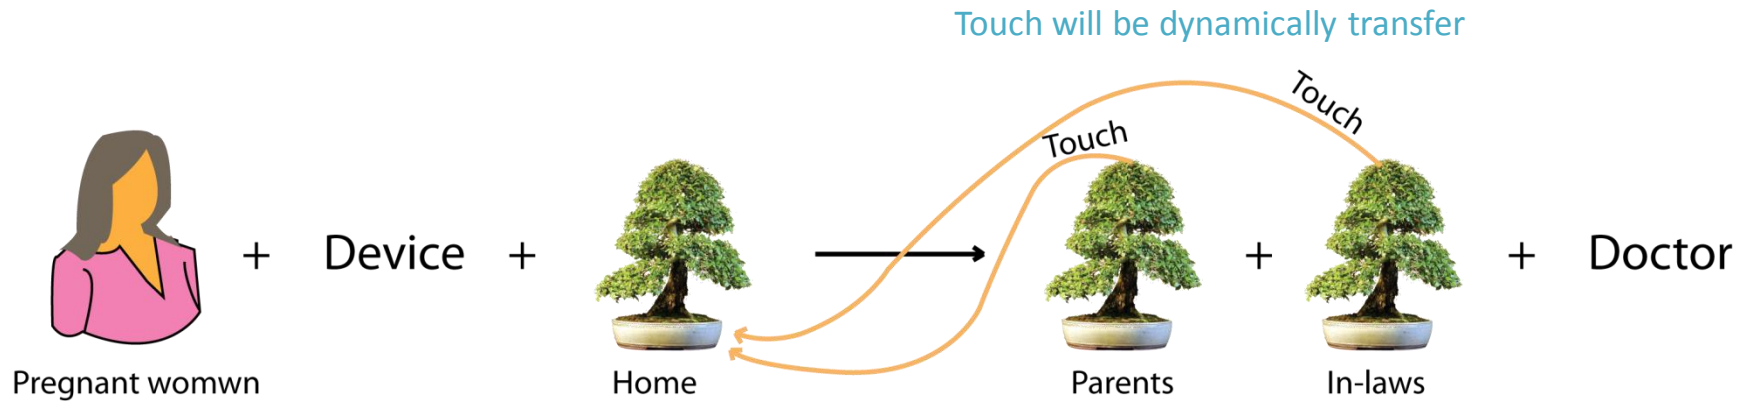 Touch will be dynamically transfer
Touch
Touch
+ Device + + + Doctor
Pregnant womwn
Home
Parents
In-laws